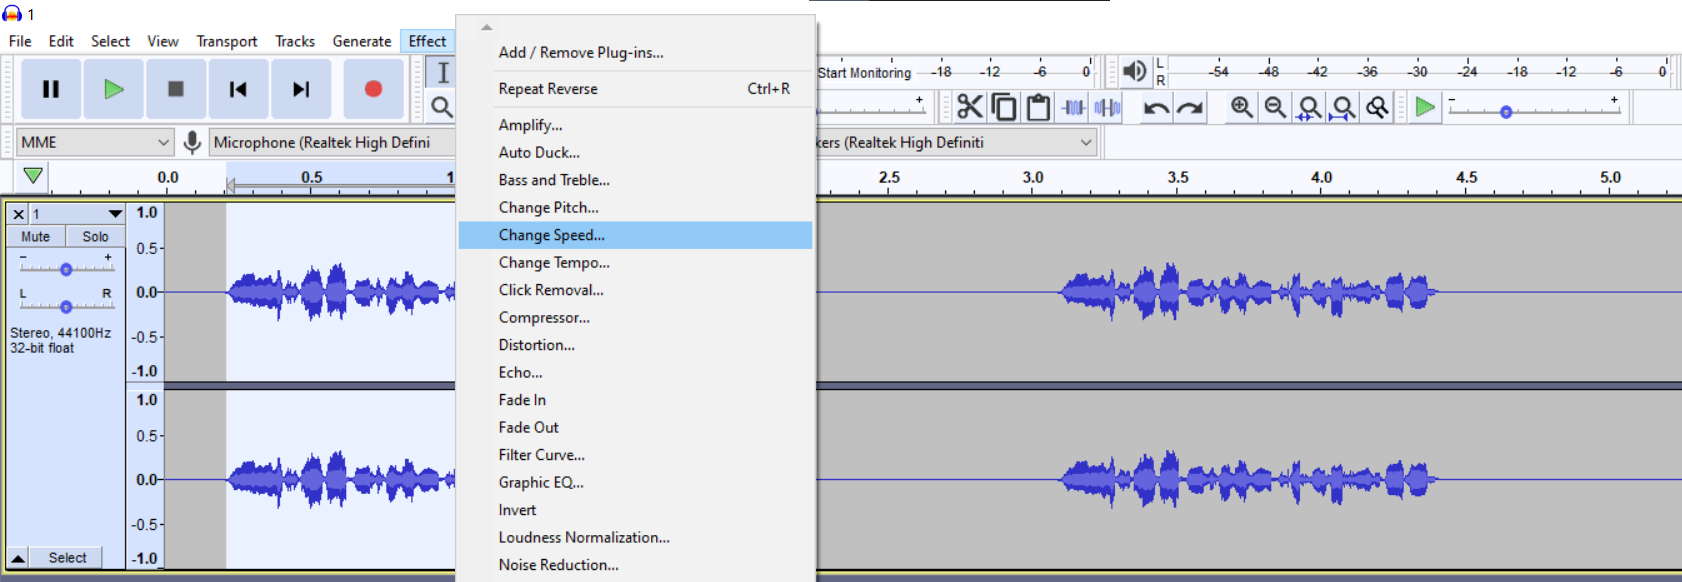 1
File Edit Select View Transport Tracks Generate Effect
Add / Remove Plug-ins...
Repeat Reverse Ctrl+R
Amplify...
Auto Duck...
Bass and Treble...
Change Pitch...
Change Speed...
Change Tempo...
Click Removal...
Compressor...
Distortion...
Echo...
Fade In
Fade Out
Filter Curve...
Graphic EQ...
Invert
Loudness Normalization...
Noise Reduction...
Start Monitoring -18 -12 -6 0
L
R
-54 -48 -42 -36 -30 -24 -18 -12 -6 0
- +
MME Microphone (Realtek High Defini kers (Realtek High Definiti
0.0 0.5 1 2.5 3.0 3.5 4.0 4.5 5.0
1
Mute Solo
- +
L R
Stereo, 44100Hz
32-bit float
Select
1.0
0.5
0.0
-0.5
-1.0
1.0
0.5
0.0
-0.5
-1.0